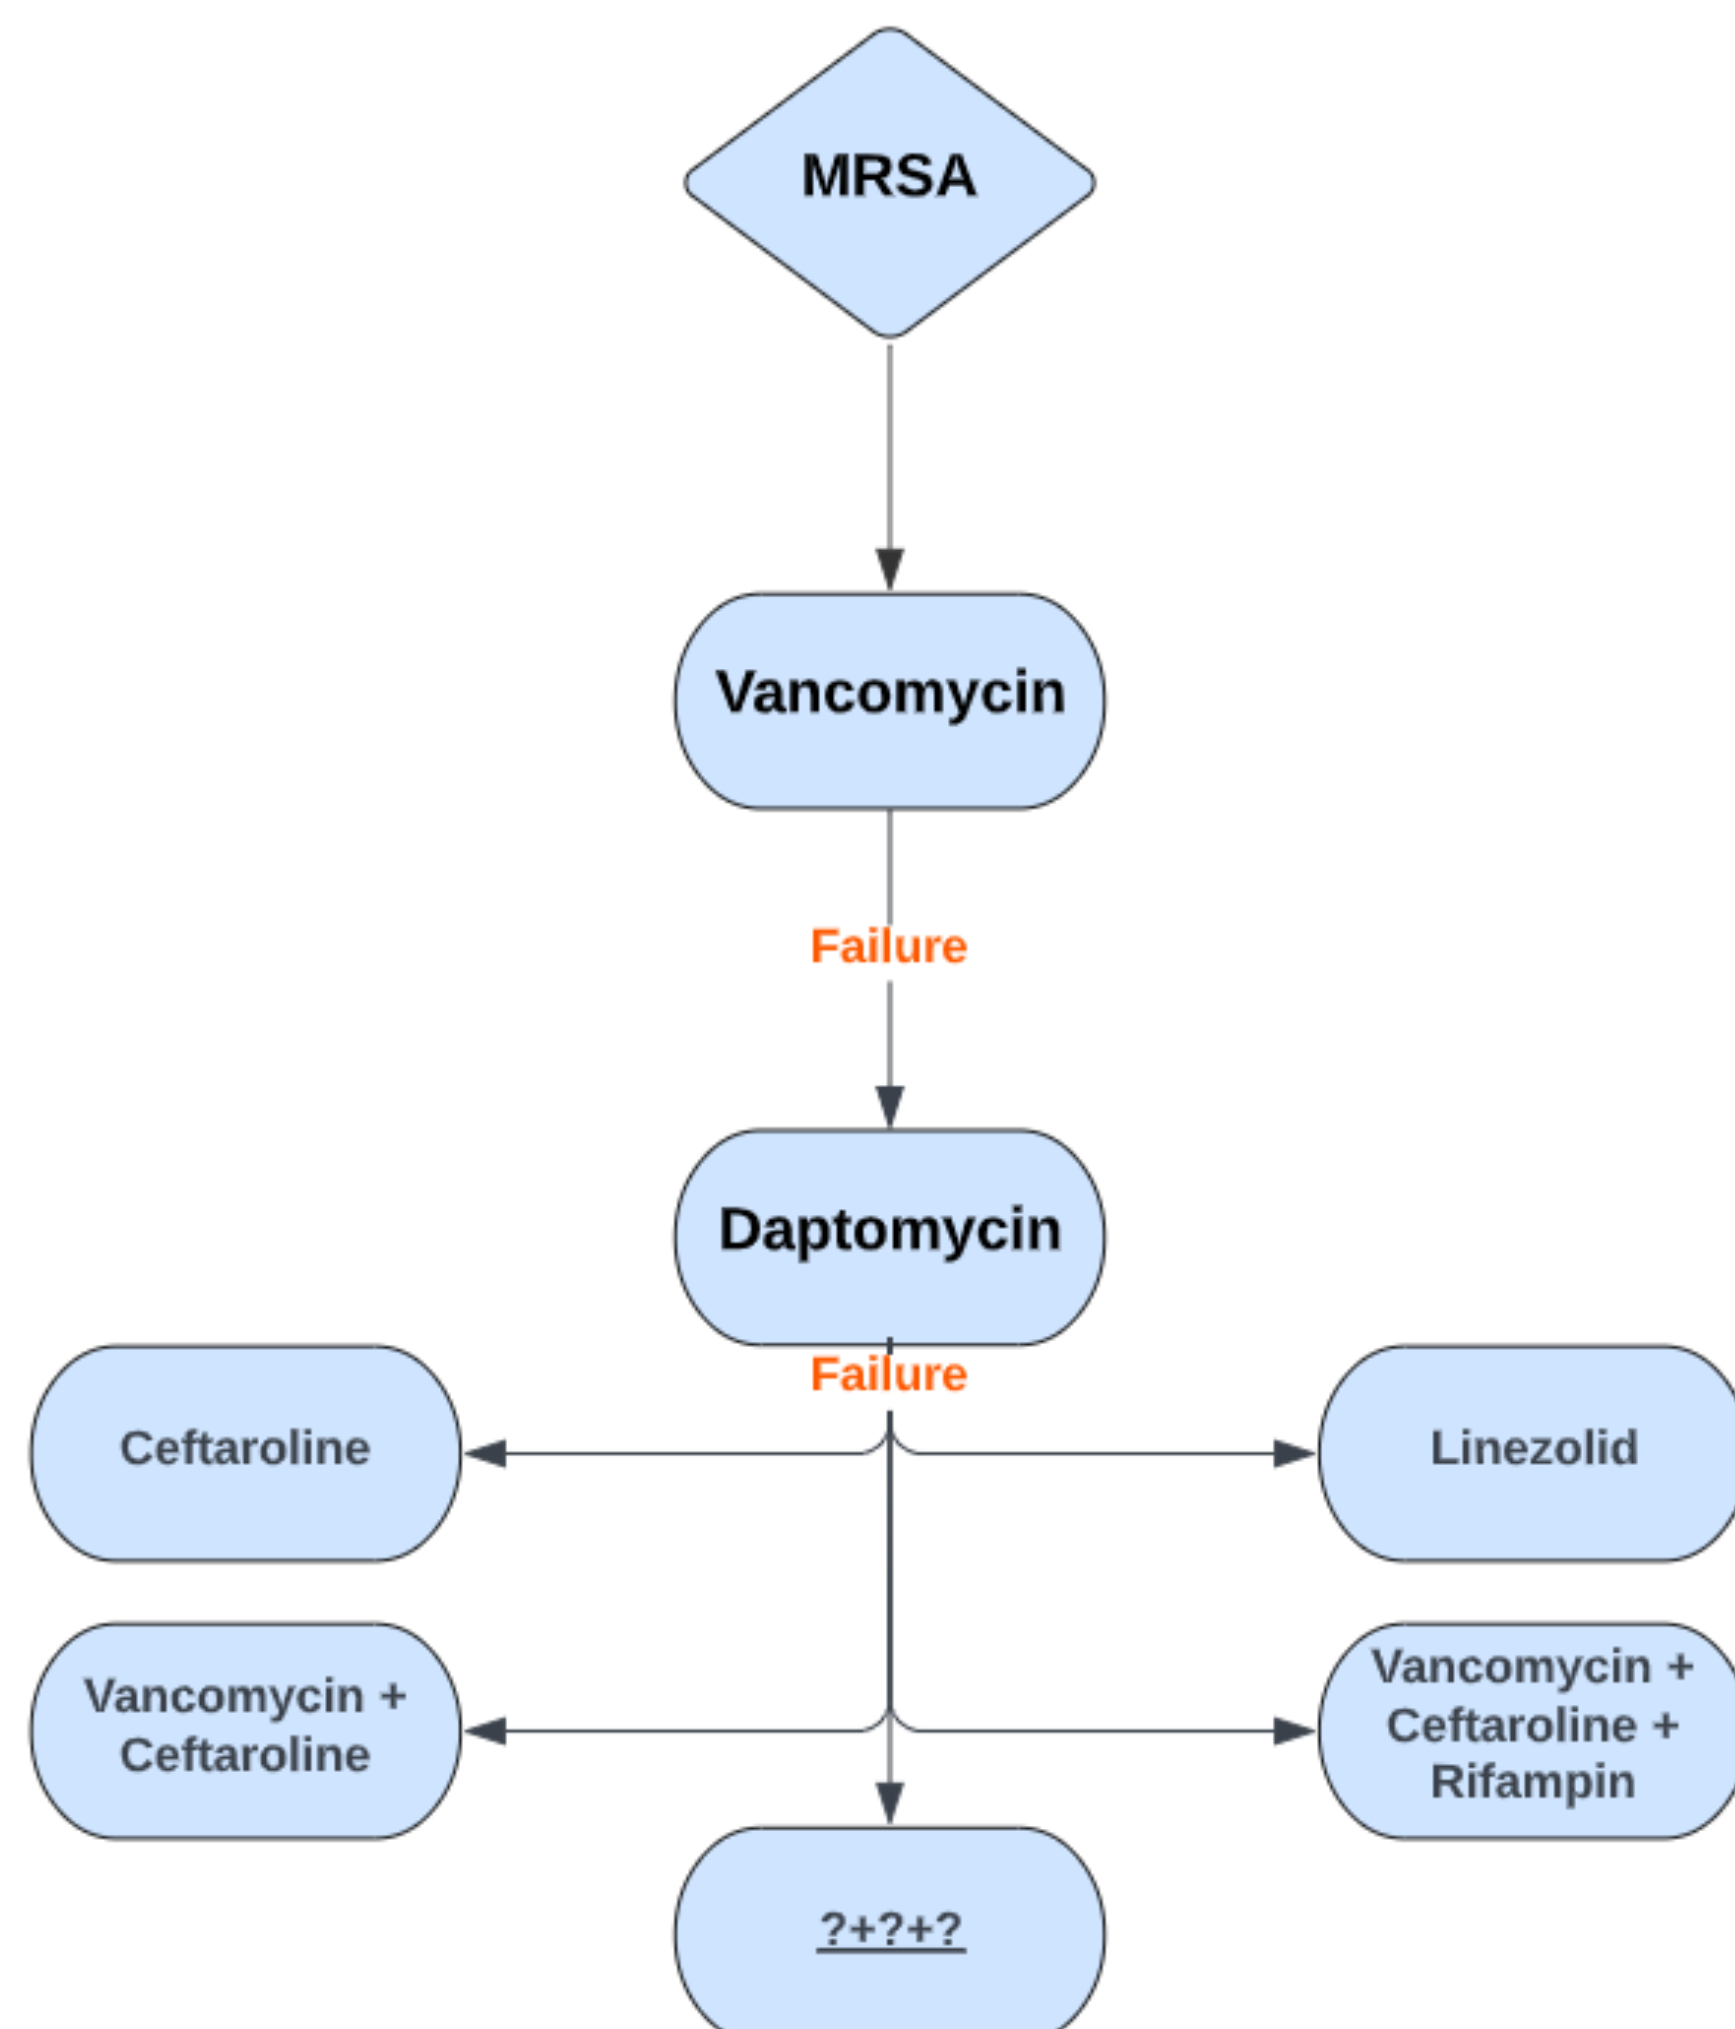 MRSA
Vancomycin
Failure
Daptomycin
Failure
Ceftaroline
Linezolid
Vancomycin +
Ceftaroline
Vancomycin +
Ceftaroline +
Rifampin
?+?+?